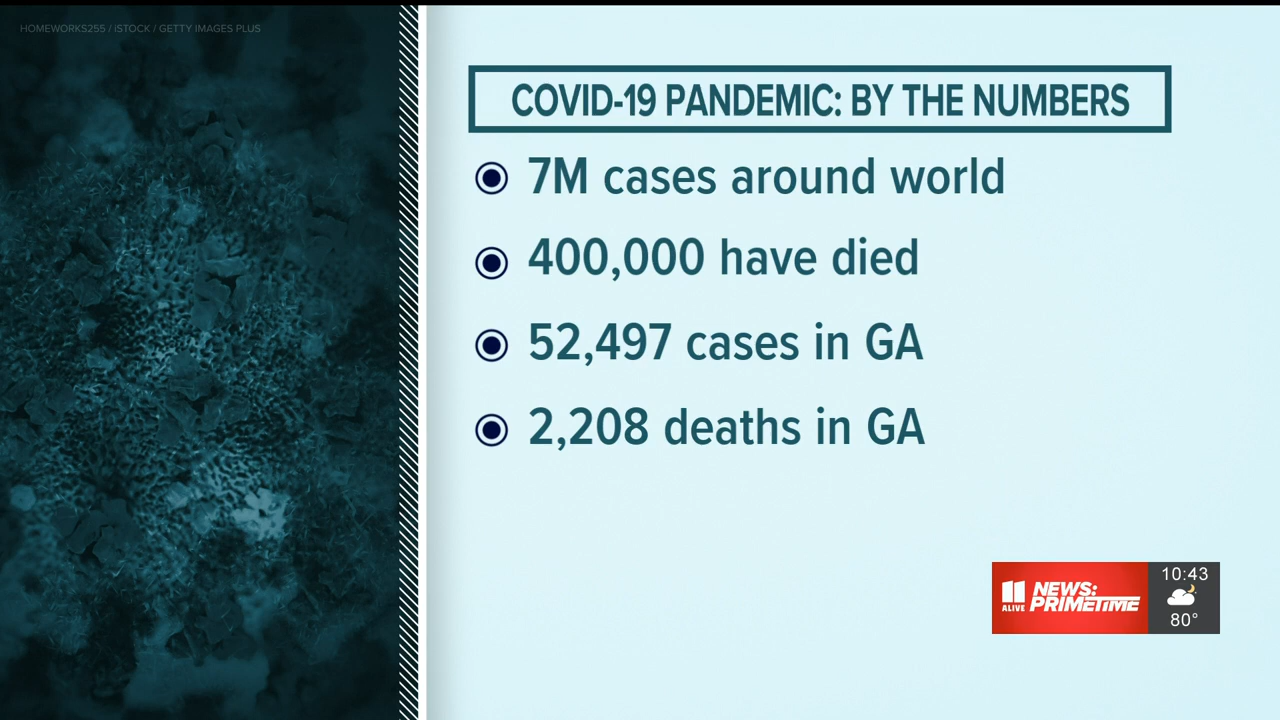 HOMEWORKS255 / iSTOCK / GETTY IMAGES PLUS
COVID-19 PANDEMIC: BY THE NUMBERS
7M cases around world
400,000 have died
52,497 cases in GA
2,208 deaths in GA
11 ALIVE
NEWS:
PRIMETIME
10:43
80°